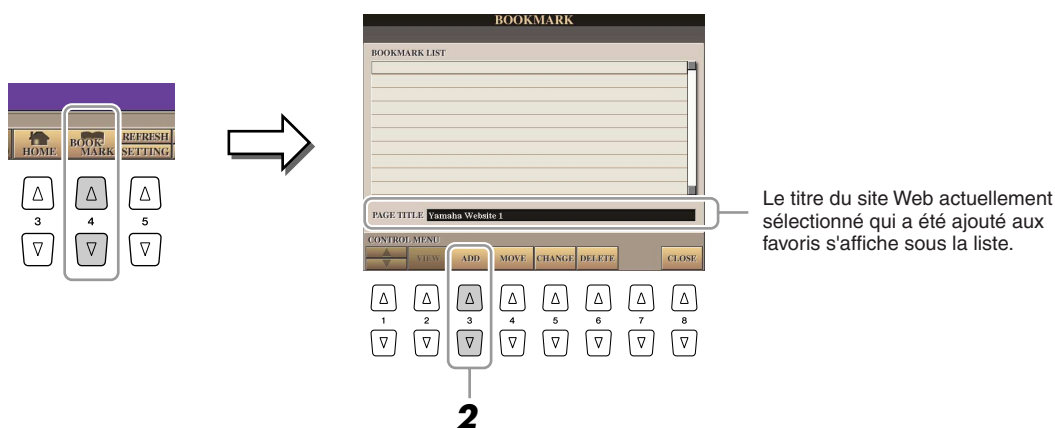 HOME
BOOK-
MARK
REFRESH
SETTING
3
4
5
BOOKMARK
BOOKMARK LIST
PAGE TITLE Yamaha Website 1
CONTROL MENU
VIEW ADD MOVE CHANGE DELETE CLOSE
1 2 3 4 5 6 7 8
2
Le titre du site Web actuellement
sélectionné qui a été ajouté aux
favoris s'affiche sous la liste.